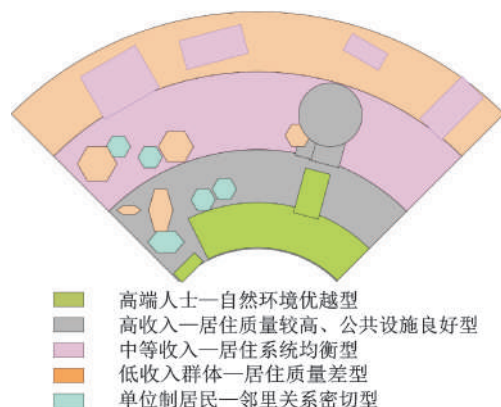 高端人士—自然环境优越型
高收入—居住质量较高、公共设施良好型
中等收入—居住系统均衡型
低收入群体—居住质量差型
单位制居民—邻里关系密切型